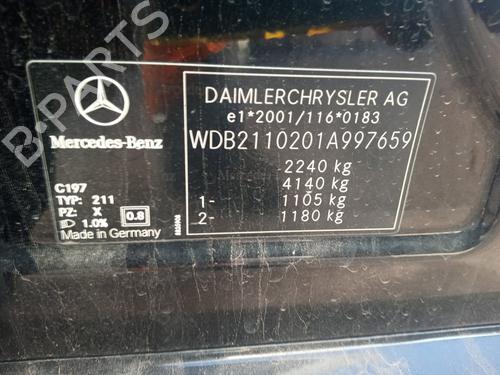 DAIMLERCHRYSLER AG
e1*2001/116*0183
WDB2110201A997659
Mercedes-Benz
2240 kg
4140 kg
1- 1105 kg
2- 1180 kg
C197
TYP: 211
PZ: X
1.0% 0.8
Made in Germany
B-PARTS